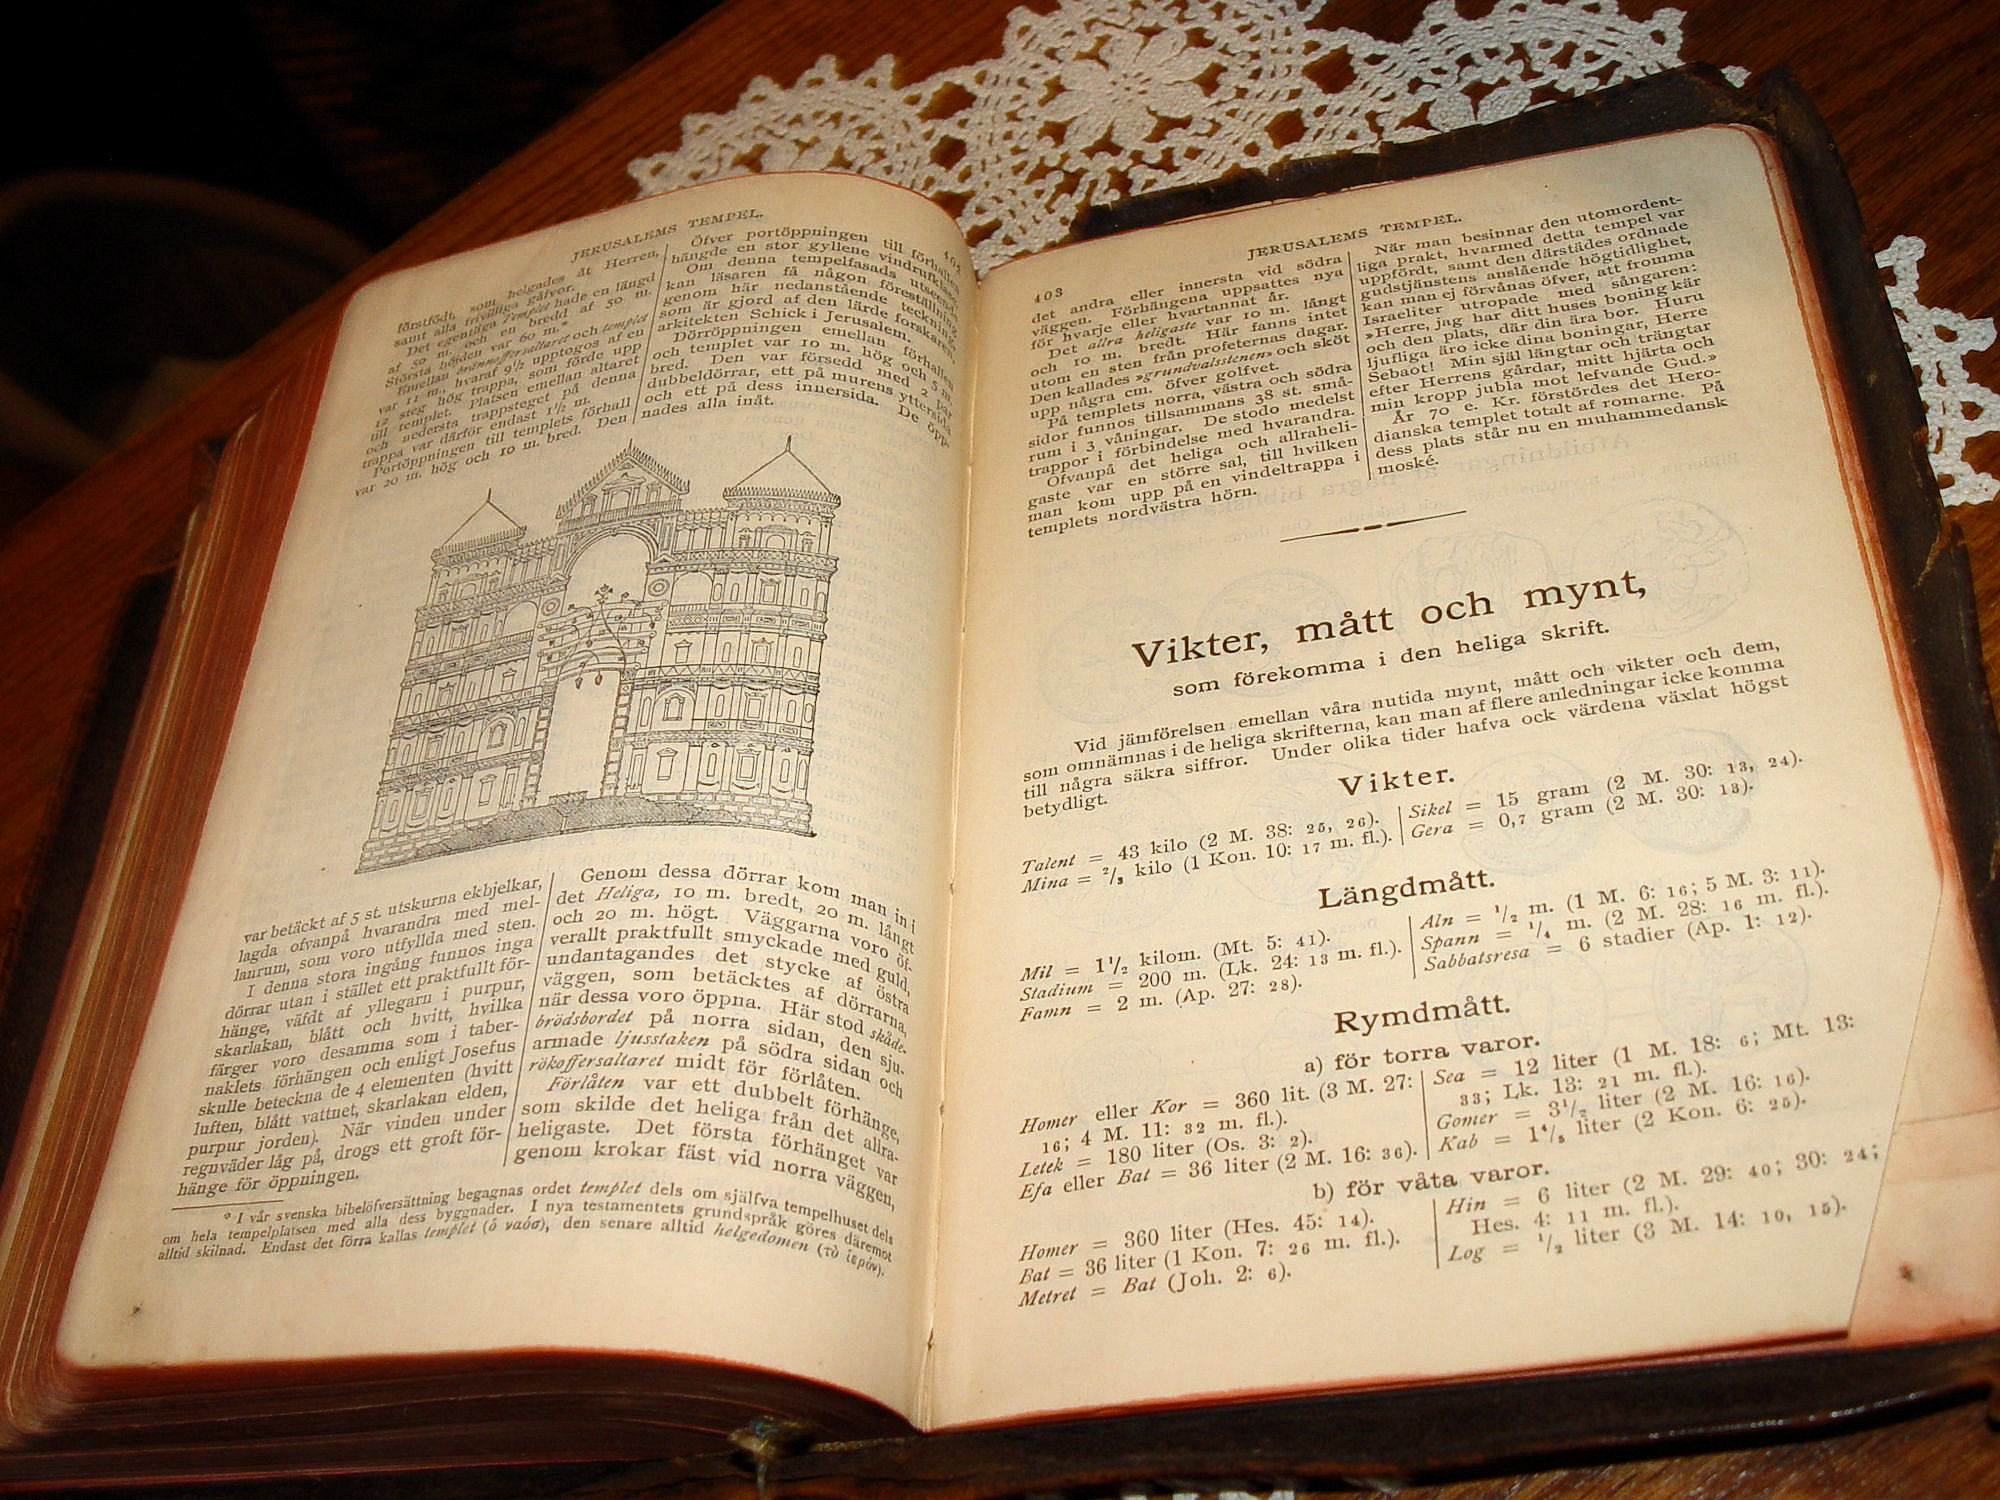 JERUSALEMS TEMPEL.
402
förstfödt, som helgades åt Herren,
samt alla frivilliga gåfvor.
Det egentliga Templet hade en längd
af 50 m. och en bredd af 50 m.
Största höjden var 60 m.*
Emellan brännoffersaltaret och templet
var 11 m., hvaraf 9½ upptogos af en
12 steg hög trappa, som förde upp
till templet. Platsen emellan altaret
och nedersta trappsteget på denna
trappa var därför endast 1½ m.
Portöppningen till templets förhall
var 20 m. hög och 10 m. bred. Den
Öfver portöppningen till förhallen
hängde en stor gyllene vindrufklase.
Om denna tempelfasads utseende
kan läsaren få någon föreställning
genom här nedanstående teckning,
som är gjord af den lärde forskaren,
arkitekten Schick i Jerusalem.
Dörröppningen emellan förhallen
och templet var 10 m. hög och 5 m.
bred. Den var försedd med 2 par
dubbeldörrar, ett på murens yttersida
och ett på dess innersida. De öpp-
nades alla inåt.
var betäckt af 5 st. utskurna ekbjelkar,
lagda ofvanpå hvarandra med mel-
lanrum, som voro utfyllda med sten.
I denna stora ingång funnos inga
dörrar utan i stället ett praktfullt för-
hänge, väfdt af yllegarn i purpur,
skarlakan, blått och hvitt, hvilka
färger voro desamma som i taber-
naklets förhängen och enligt Josefus
skulle beteckna de 4 elementen (hvitt
luften, blått vattnet, skarlakan elden,
purpur jorden). När vinden under
regnväder låg på, drogs ett groft för-
hänge för öppningen.
Genom dessa dörrar kom man in i
det Heliga, 10 m. bredt, 20 m. långt
och 20 m. högt. Väggarna voro öf-
verallt praktfullt smyckade med guld,
undantagandes det stycke af östra
väggen, som betäcktes af dörrarna,
när dessa voro öppna. Här stod skåde-
brödsbordet på norra sidan, den sju-
armade ljusstaken på södra sidan och
rökoffersaltaret midt för förlåten.
Förlåten var ett dubbelt förhänge,
som skilde det heliga från det allra-
heligaste. Det första förhänget var
genom krokar fäst vid norra väggen,
* I vår svenska bibelöfversättning begagnas ordet templet dels om själfva tempelhuset dels
om hela tempelplatsen med alla dess byggnader. I nya testamentets grundspråk göres däremot
alltid skilnad. Endast det förra kallas templet (ὁ ναόσ), den senare alltid helgedomen (τὸ ἱερόν).
403
JERUSALEMS TEMPEL.
det andra eller innersta vid södra
väggen. Förhängena uppsattes nya
för hvarje eller hvartannat år.
Det allra heligaste var 10 m. långt
och 10 m. bredt. Här fanns intet
utom en sten från profeternas dagar.
Den kallades »grundvalsstenen» och sköt
upp några cm. öfver golfvet.
På templets norra, västra och södra
sidor funnos tillsammans 38 st. små-
rum i 3 våningar. De stodo medelst
trappor i förbindelse med hvarandra.
Ofvanpå det heliga och allraheli-
gaste var en större sal, till hvilken
man kom upp på en vindeltrappa i
templets nordvästra hörn.
När man besinnar den utomordent-
liga prakt, hvarmed detta tempel var
uppfördt, samt den därstädes ordnade
gudstjänstens anslående högtidlighet,
kan man ej förvånas öfver, att fromma
Israeliter utropade med sångaren:
»Herre, jag har ditt huses boning kär
och den plats, där din ära bor. Huru
ljufliga äro icke dina boningar, Herre
Sebaot! Min själ längtar och trängtar
efter Herrens gårdar, mitt hjärta och
min kropp jubla mot lefvande Gud.»
År 70 e. Kr. förstördes det Hero-
dianska templet totalt af romarne. På
dess plats står nu en muhammedansk
moské.
Vikter, mått och mynt,
som förekomma i den heliga skrift.
Vid jämförelsen emellan våra nutida mynt, mått och vikter och dem,
som omnämnas i de heliga skrifterna, kan man af flere anledningar icke komma
till några säkra siffror. Under olika tider hafva ock värdena växlat högst
betydligt.
Vikter.
Talent = 43 kilo (2 M. 38: 25, 26).
Mina = ⅔ kilo (1 Kon. 10: 17 m. fl.).
Sikel = 15 gram (2 M. 30: 13, 24).
Gera = 0,7 gram (2 M. 30: 13).
Längdmått.
Mil = 1½ kilom. (Mt. 5: 41).
Stadium = 200 m. (Lk. 24: 13 m. fl.).
Famn = 2 m. (Ap. 27: 28).
Aln = ½ m. (1 M. 6: 16; 5 M. 3: 11).
Spann = ¼ m. (2 M. 28: 16 m. fl.).
Sabbatsresa = 6 stadier (Ap. 1: 12).
Rymdmått.
a) för torra varor.
Homer eller Kor = 360 lit. (3 M. 27:
16; 4 M. 11: 32 m. fl.).
Letek = 180 liter (Os. 3: 2).
Efa eller Bat = 36 liter (2 M. 16: 36).
Sea = 12 liter (1 M. 18: 6; Mt. 13:
33; Lk. 13: 21 m. fl.).
Gomer = 3½ liter (2 M. 16: 16).
Kab = 1⅘ liter (2 Kon. 6: 25).
b) för våta varor.
Homer = 360 liter (Hes. 45: 14).
Bat = 36 liter (1 Kon. 7: 26 m. fl.).
Metret = Bat (Joh. 2: 6).
Hin = 6 liter (2 M. 29: 40; 30: 24;
Hes. 4: 11 m. fl.).
Log = ½ liter (3 M. 14: 10, 15).